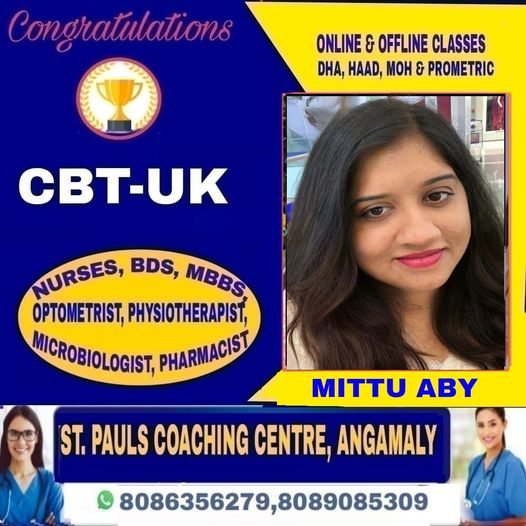 Congratulations
ONLINE & OFFLINE CLASSES
DHA, HAAD, MOH & PROMETRIC
CBT-UK
NURSES, BDS, MBBS,
OPTOMETRIST, PHYSIOTHERAPIST,
MICROBIOLOGIST, PHARMACIST
MITTU ABY
ST. PAULS COACHING CENTRE, ANGAMALY
8086356279,8089085309